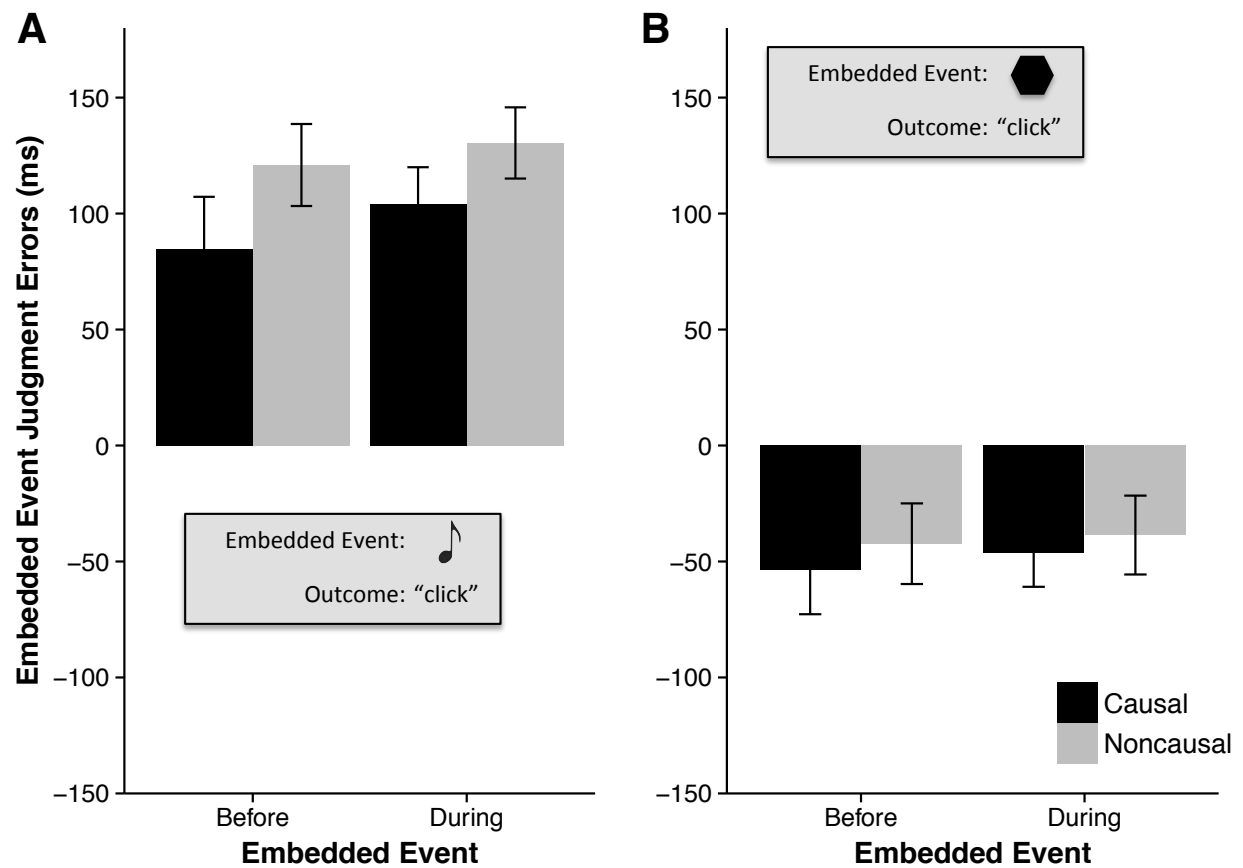 A
Embedded Event Judgment Errors (ms)
150
100
50
0
−50
−100
−150
Embedded Event:
Outcome: “click”
Before During
Embedded Event
B
Embedded Event:
Outcome: “click”
150
100
50
0
−50
−100
−150
Causal
Noncausal
Before During
Embedded Event